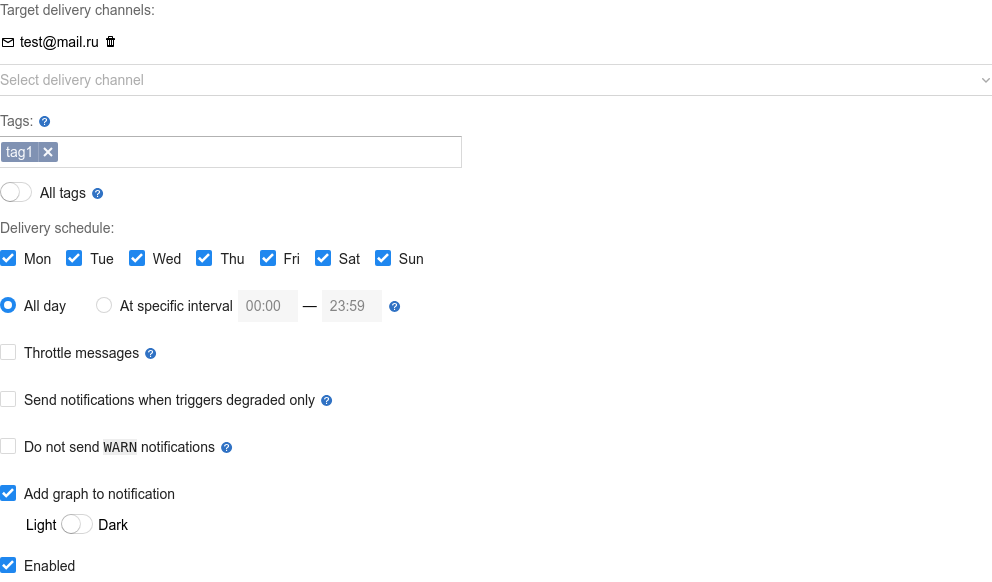 Target delivery channels:
test@mail.ru
Select delivery channel
Tags: ?
tag1
All tags ?
Delivery schedule:
Mon Tue Wed Thu Fri Sat Sun
All day At specific interval 00:00 — 23:59 ?
Throttle messages ?
Send notifications when triggers degraded only ?
Do not send WARN notifications ?
Add graph to notification
Light Dark
Enabled